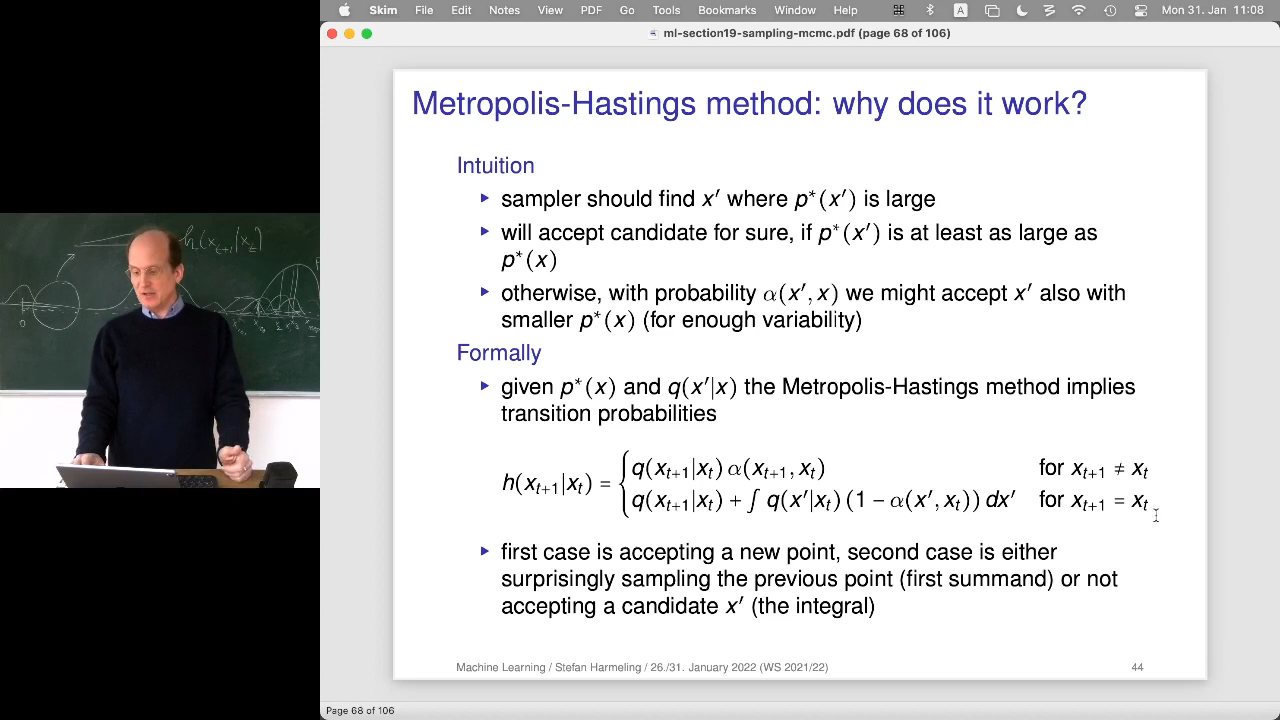 Skim File Edit Notes View PDF Go Tools Bookmarks Window Help A Mon 31. Jan 11:08
ml-section19-sampling-mcmc.pdf (page 68 of 106)
Metropolis-Hastings method: why does it work?
Intuition
▸ sampler should find x′ where p*(x′) is large
▸ will accept candidate for sure, if p*(x′) is at least as large as
p*(x)
▸ otherwise, with probability α(x′, x) we might accept x′ also with
smaller p*(x) (for enough variability)
Formally
▸ given p*(x) and q(x′|x) the Metropolis-Hastings method implies
transition probabilities
h(xₜ₊₁|xₜ) = { q(xₜ₊₁|xₜ) α(xₜ₊₁, xₜ) for xₜ₊₁ ≠ xₜ
q(xₜ₊₁|xₜ) + ∫ q(x′|xₜ) (1 − α(x′, xₜ)) dx′ for xₜ₊₁ = xₜ
▸ first case is accepting a new point, second case is either
surprisingly sampling the previous point (first summand) or not
accepting a candidate x′ (the integral)
Machine Learning / Stefan Harmeling / 26./31. January 2022 (WS 2021/22) 44
Page 68 of 106
h(xₜ₊₁|xₜ)
0